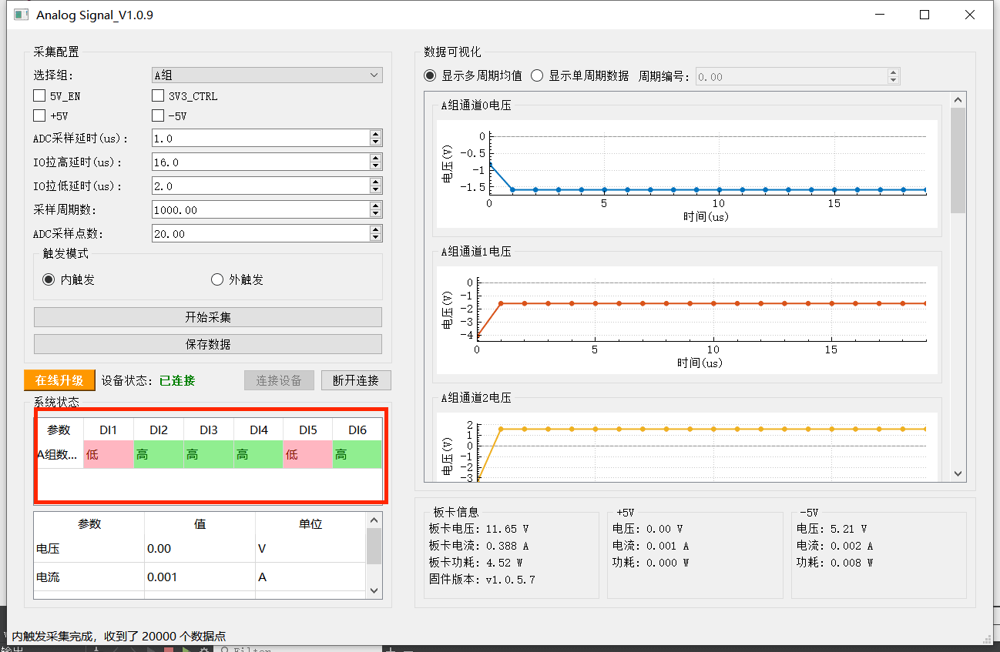 Analog Signal_V1.0.9
采集配置
选择组: A组
5V_EN 3V3_CTRL
+5V -5V
ADC采样延时(us): 1.0
IO拉高延时(us): 16.0
IO拉低延时(us): 2.0
采样周期数: 1000.00
ADC采样点数: 20.00
触发模式
内触发 外触发
开始采集
保存数据
在线升级 设备状态: 已连接 连接设备 断开连接
系统状态
参数 DI1 DI2 DI3 DI4 DI5 DI6
A组数... 低 高 高 高 低 高
参数 值 单位
电压 0.00 V
电流 0.001 A
数据可视化
显示多周期均值 显示单周期数据 周期编号: 0.00
A组通道0电压
电压(V)
0
-0.5
-1
-1.5
0 5 10 15
时间(us)
A组通道1电压
电压(V)
0
-1
-2
-3
-4
0 5 10 15
时间(us)
A组通道2电压
电压(V)
2
1
0
-1
-2
-3
板卡信息
板卡电压: 11.65 V
板卡电流: 0.388 A
板卡功耗: 4.52 W
固件版本: v1.0.5.7
+5V
电压: 0.00 V
电流: 0.001 A
功耗: 0.000 W
-5V
电压: 5.21 V
电流: 0.002 A
功耗: 0.008 W
内触发采集完成，收到了 20000 个数据点
Filter